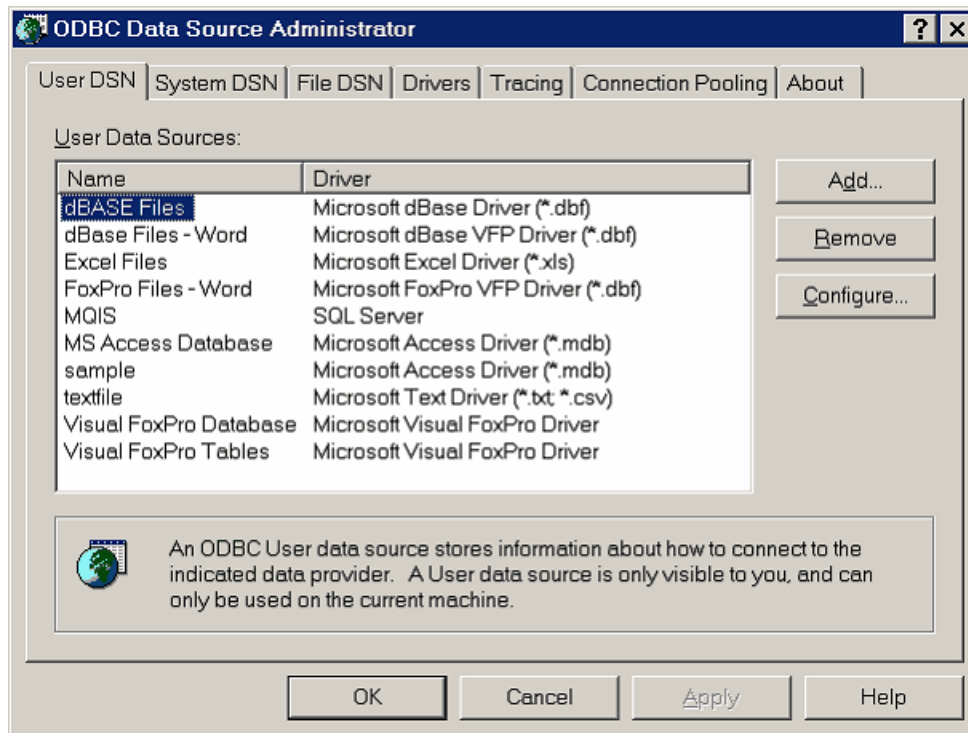 ODBC Data Source Administrator
User DSN System DSN File DSN Drivers Tracing Connection Pooling About
User Data Sources:
Name Driver
dBASE Files Microsoft dBase Driver (*.dbf)
dBase Files - Word Microsoft dBase VFP Driver (*.dbf)
Excel Files Microsoft Excel Driver (*.xls)
FoxPro Files - Word Microsoft FoxPro VFP Driver (*.dbf)
MQIS SQL Server
MS Access Database Microsoft Access Driver (*.mdb)
sample Microsoft Access Driver (*.mdb)
textfile Microsoft Text Driver (*.txt; *.csv)
Visual FoxPro Database Microsoft Visual FoxPro Driver
Visual FoxPro Tables Microsoft Visual FoxPro Driver
Add...
Remove
Configure...
An ODBC User data source stores information about how to connect to the
indicated data provider. A User data source is only visible to you, and can
only be used on the current machine.
OK Cancel Apply Help